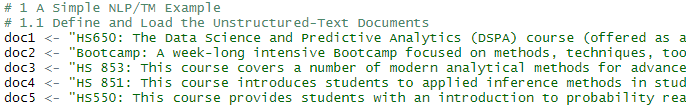 # 1 A Simple NLP/TM Example
# 1.1 Define and Load the Unstructured-Text Documents
doc1 <- "HS650: The Data Science and Predictive Analytics (DSPA) course (offered as a
doc2 <- "Bootcamp: A week-long intensive Bootcamp focused on methods, techniques, too
doc3 <- "HS 853: This course covers a number of modern analytical methods for advance
doc4 <- "HS 851: This course introduces students to applied inference methods in stud
doc5 <- "HS550: This course provides students with an introduction to probability rea